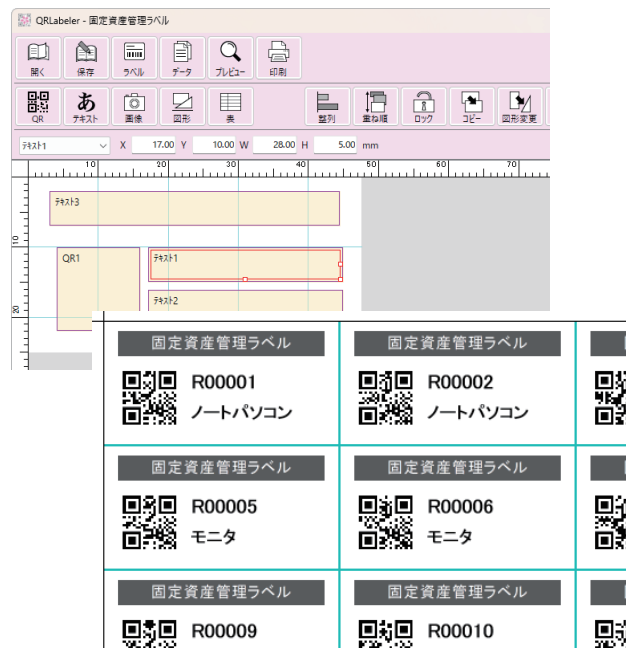 QRLabeler - 固定資産管理ラベル
開く 保存 ラベル データ プレビュー 印刷
QR テキスト 画像 図形 表 整列 重ね順 ロック コピー 図形変更
あ
テキスト1 X 17.00 Y 10.00 W 28.00 H 5.00 mm
10 20 30 40 50 60 70
テキスト3
10
QR1 テキスト1
テキスト2
20
固定資産管理ラベル 固定資産管理ラベル
R00001 R00002
ノートパソコン ノートパソコン
固定資産管理ラベル 固定資産管理ラベル
R00005 R00006
モニタ モニタ
固定資産管理ラベル 固定資産管理ラベル
R00009 R00010